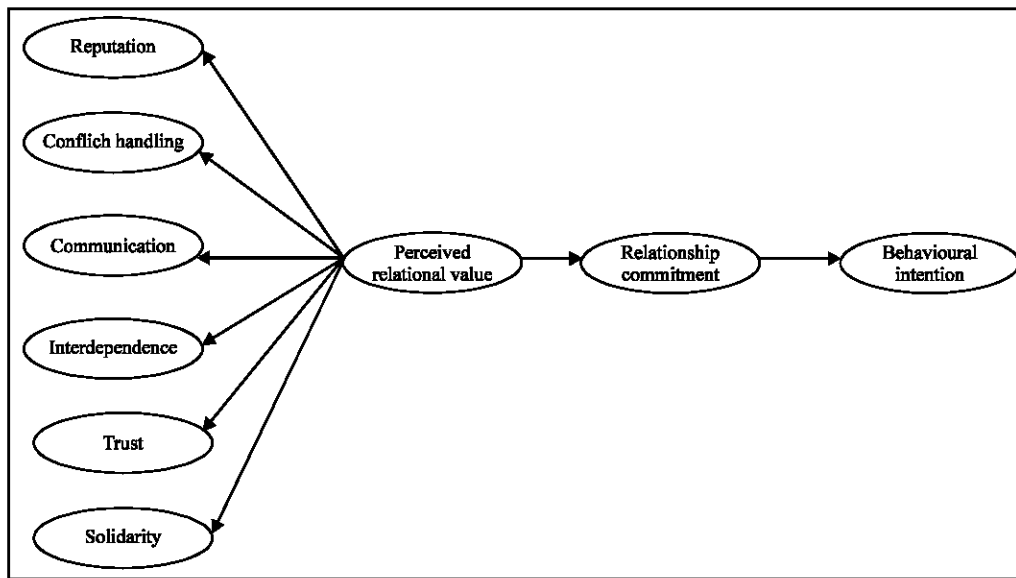 Reputation
Conflich handling
Communication
Interdependence
Trust
Solidarity
Perceived
relational value
Relationship
commitment
Behavioural
intention